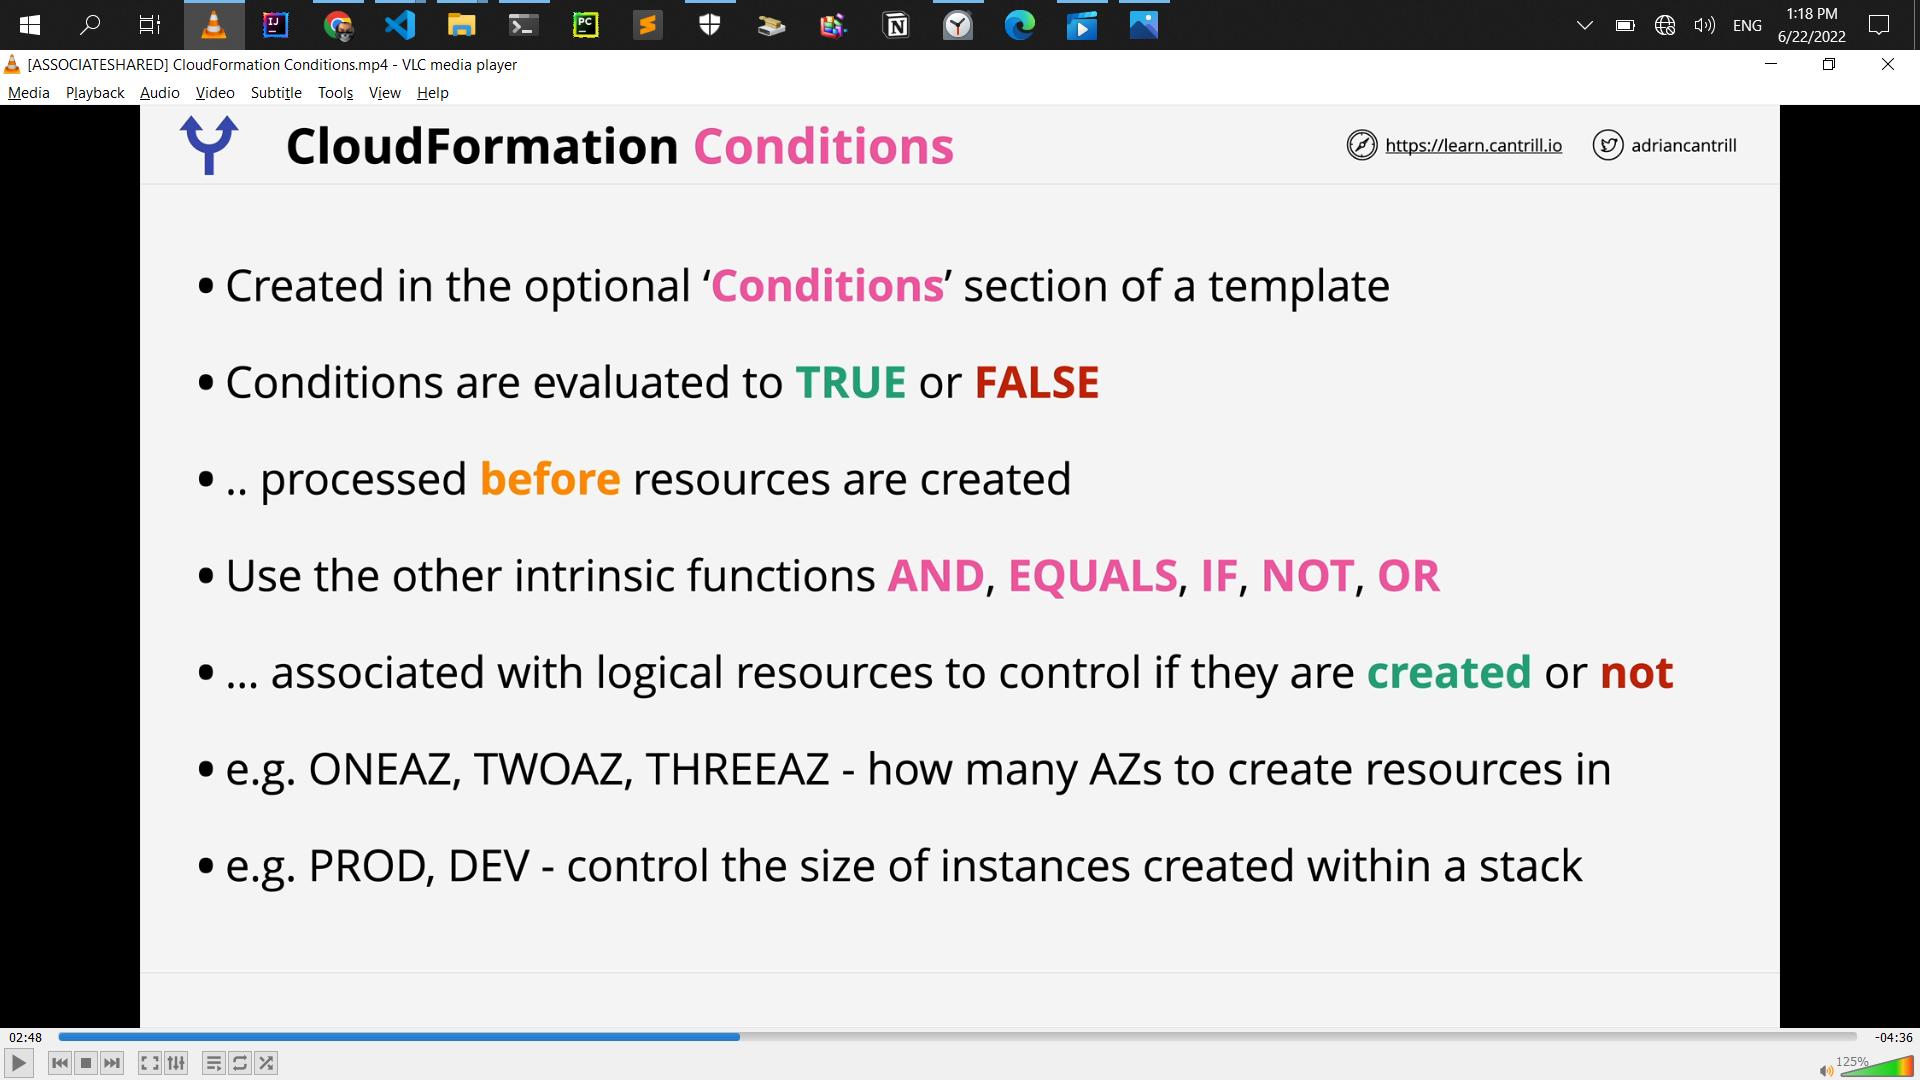 ENG
1:18 PM
6/22/2022
[ASSOCIATESHARED] CloudFormation Conditions.mp4 - VLC media player
Media Playback Audio Video Subtitle Tools View Help
CloudFormation Conditions
https://learn.cantrill.io
adriancantrill
• Created in the optional ‘Conditions’ section of a template
• Conditions are evaluated to TRUE or FALSE
• .. processed before resources are created
• Use the other intrinsic functions AND, EQUALS, IF, NOT, OR
• ... associated with logical resources to control if they are created or not
• e.g. ONEAZ, TWOAZ, THREEAZ - how many AZs to create resources in
• e.g. PROD, DEV - control the size of instances created within a stack
02:48
-04:36
125%